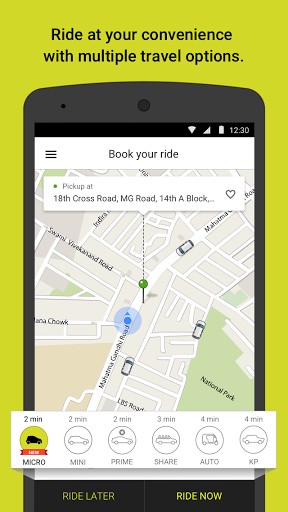 Ride at your convenience
with multiple travel options.
12:30
Book your ride
Pickup at
18th Cross Road, MG Road, 14th A Block,...
Indira
Swami. Vivekanand Road
Mahatma Gandhi Road
Mana Chowk
Mahatma Gandhi Road
National Park
LBS Road
2 min
2 min
2 min
3 min
4 min
4 min
NEW
MICRO
MINI
PRIME
SHARE
AUTO
KP
RIDE LATER
RIDE NOW